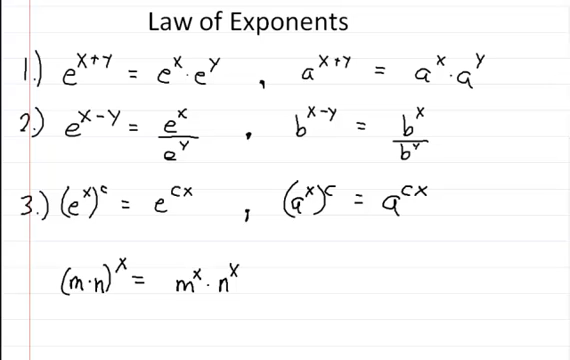 Law of Exponents
1.) e^{x+y} = e^x · e^y , a^{x+y} = a^x · a^y
2.) e^{x-y} = e^x / e^y , b^{x-y} = b^x / b^y
3.) (e^x)^c = e^{cx} , (a^x)^c = a^{cx}
(m·n)^x = m^x · n^x